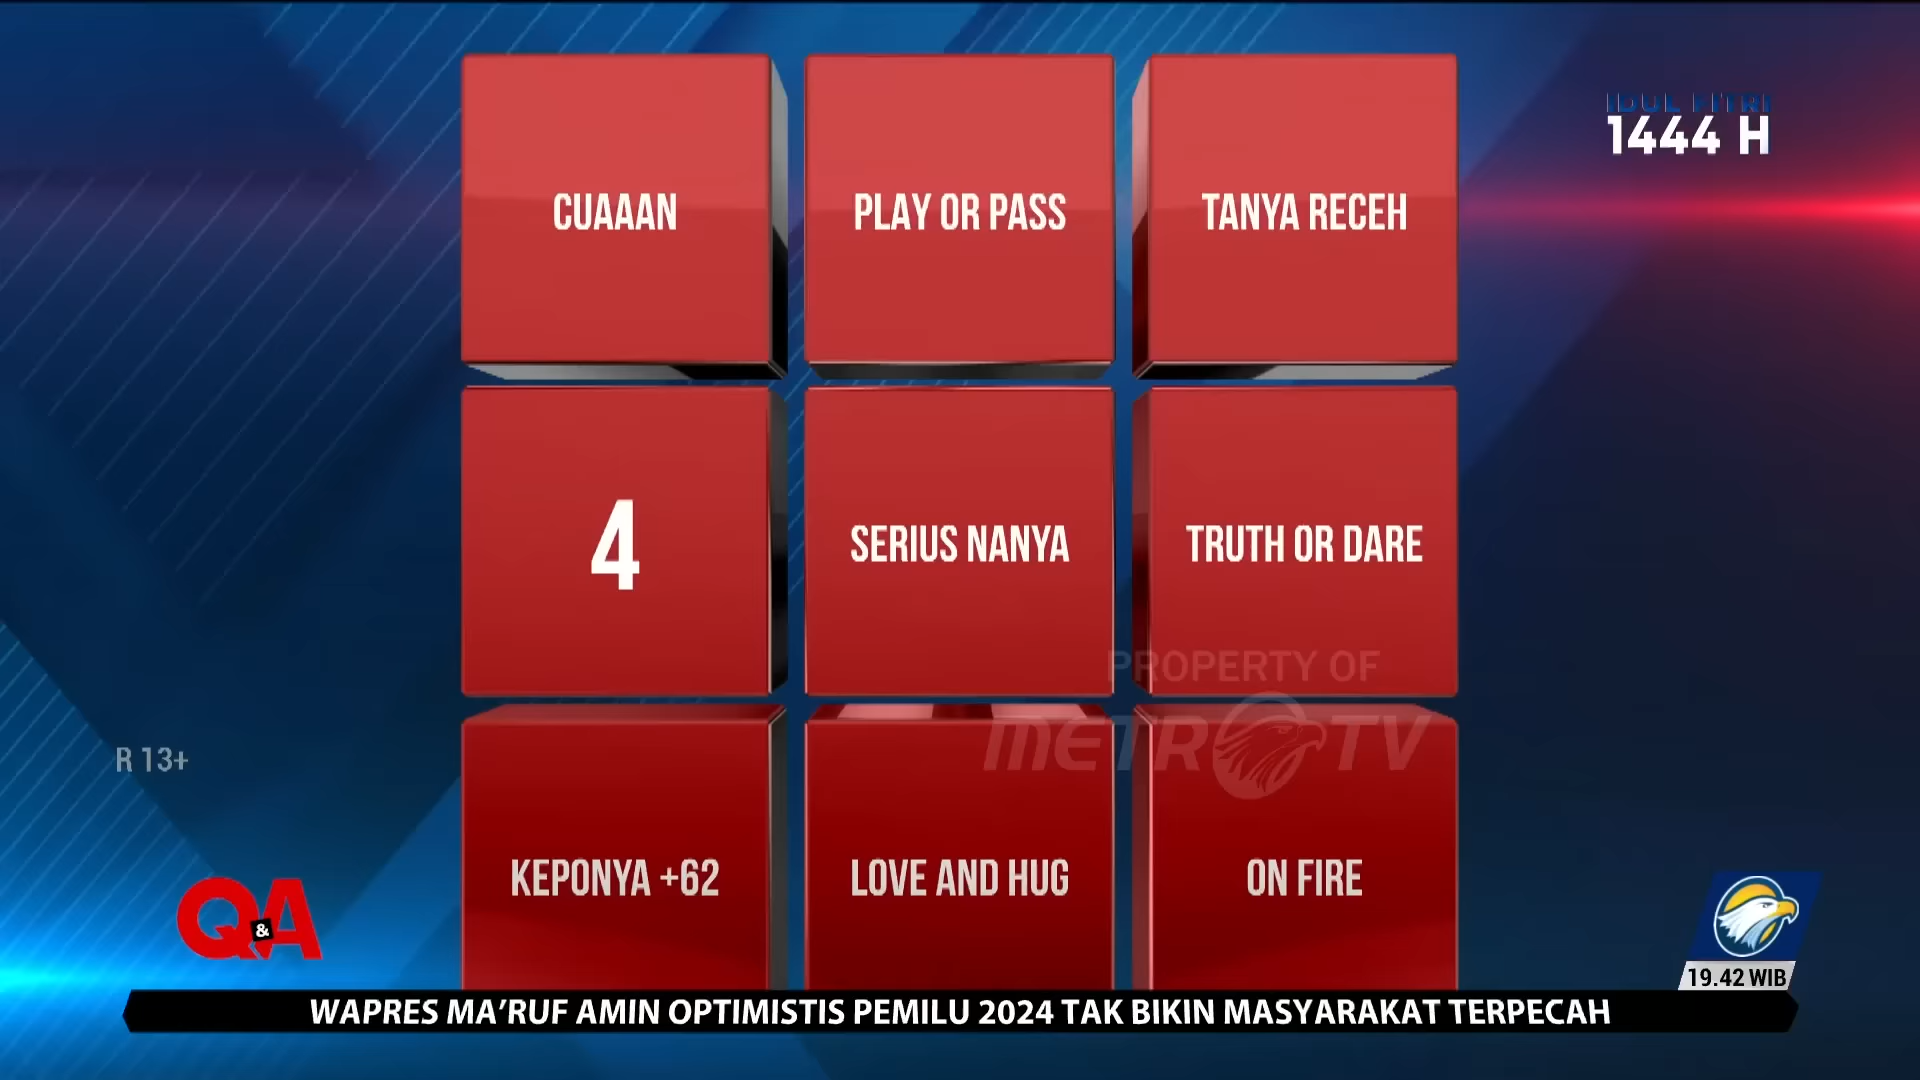 IDUL FITRI
1444 H
CUAAAN
PLAY OR PASS
TANYA RECEH
4
SERIUS NANYA
TRUTH OR DARE
PROPERTY OF
METRO TV
R 13+
KEPONYA +62
LOVE AND HUG
ON FIRE
Q&A
19.42 WIB
WAPRES MA'RUF AMIN OPTIMISTIS PEMILU 2024 TAK BIKIN MASYARAKAT TERPECAH